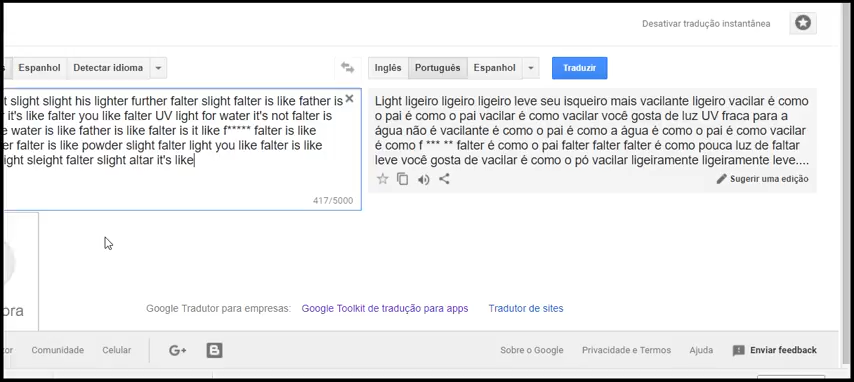 Desativar tradução instantânea
s Espanhol Detectar idioma
Inglês Português Espanhol Traduzir
t slight slight his lighter further falter slight falter is like father is
r it's like falter you like falter UV light for water it's not falter is
e water is like father is like falter is it like f***** falter is like
er falter is like powder slight falter light you like falter is like
ight sleight falter slight altar it's like
417/5000
Light ligeiro ligeiro ligeiro leve seu isqueiro mais vacilante ligeiro vacilar é como
o pai é como o pai vacilar é como vacilar você gosta de luz UV fraca para a
água não é vacilante é como o pai é como a água é como o pai é como vacilar
é como f *** ** falter é como o pai falter falter falter é como pouca luz de faltar
leve você gosta de vacilar é como o pó vacilar ligeiramente ligeiramente leve....
Sugerir uma edição
ora
Google Tradutor para empresas: Google Toolkit de tradução para apps Tradutor de sites
or Comunidade Celular G+ B Sobre o Google Privacidade e Termos Ajuda Enviar feedback